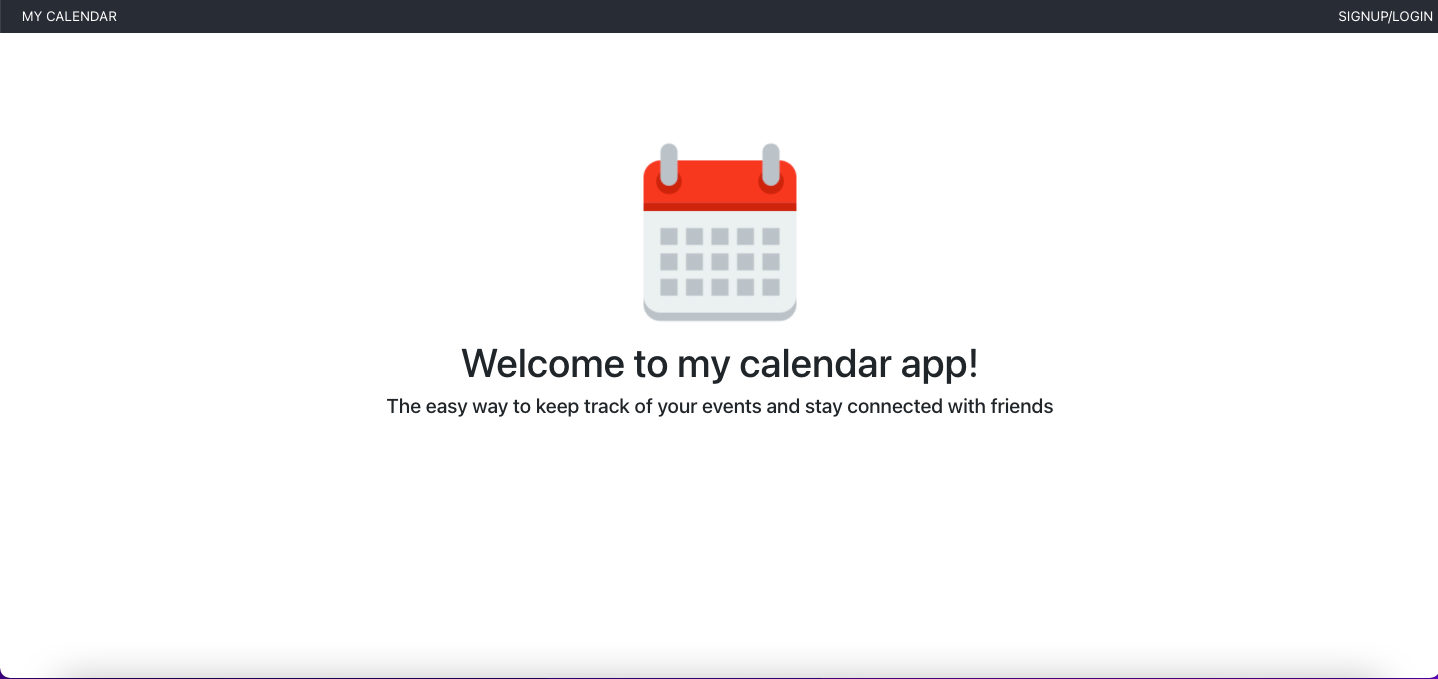 MY CALENDAR
SIGNUP/LOGIN
Welcome to my calendar app!
The easy way to keep track of your events and stay connected with friends